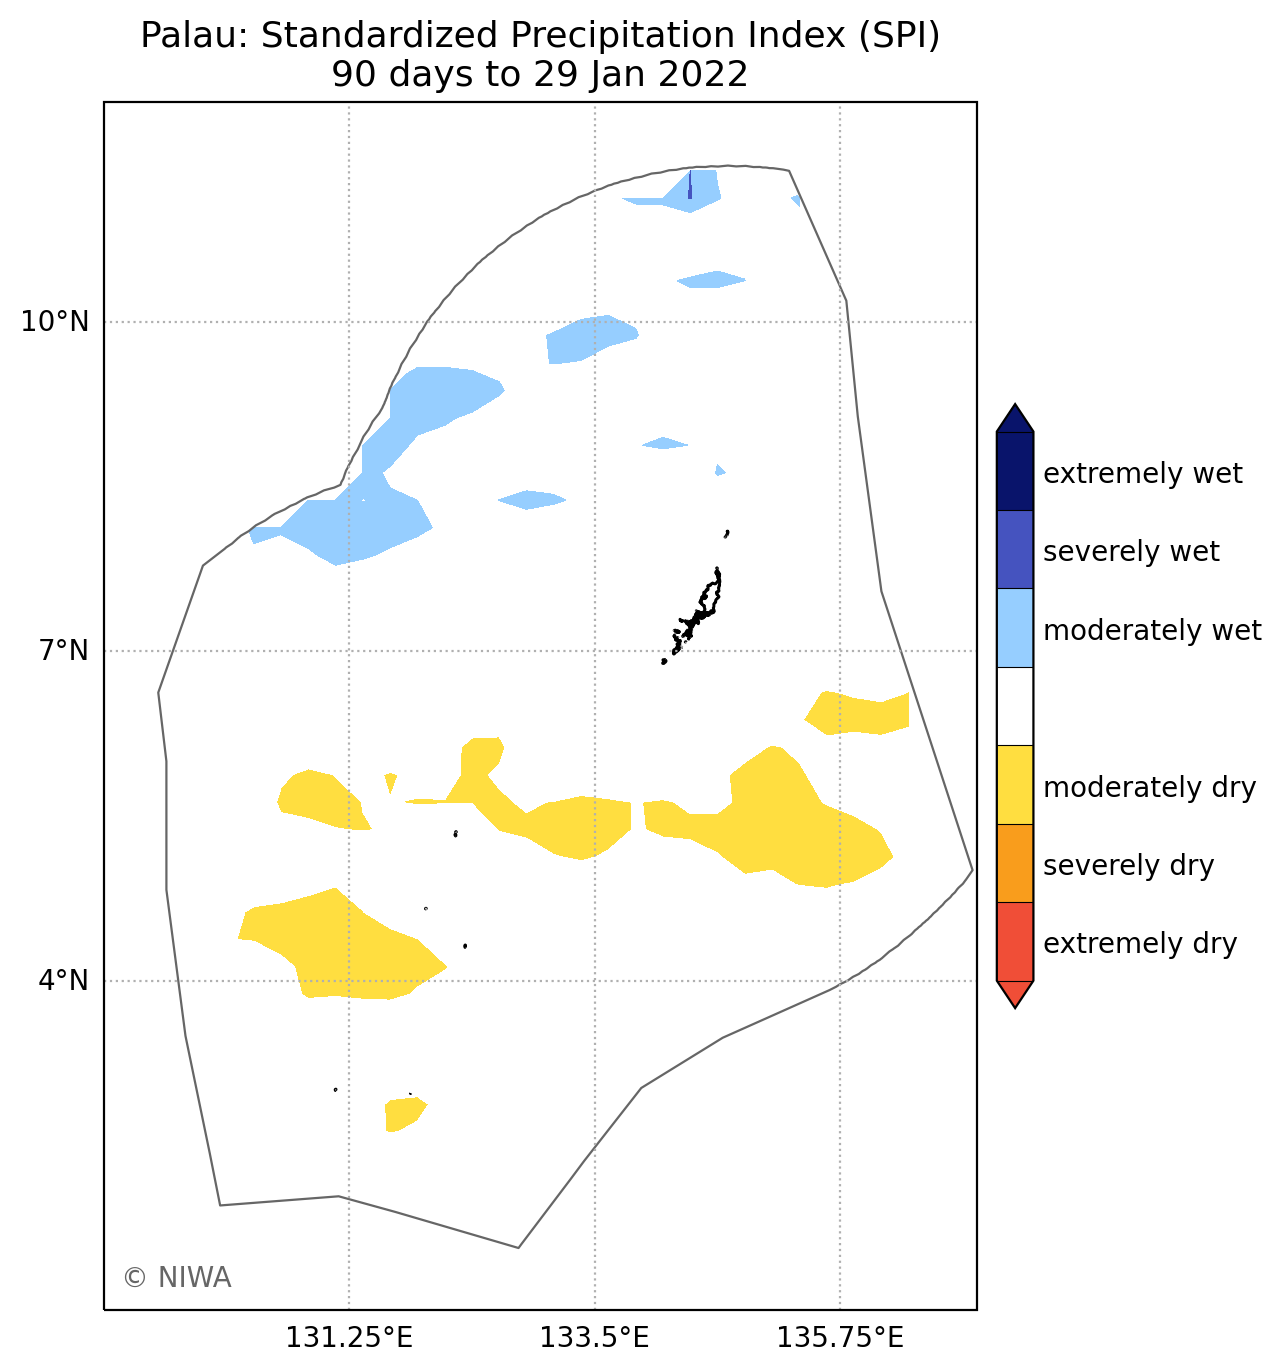 Palau: Standardized Precipitation Index (SPI)
90 days to 29 Jan 2022
10°N
7°N
4°N
131.25°E
133.5°E
135.75°E
© NIWA
extremely wet
severely wet
moderately wet
moderately dry
severely dry
extremely dry